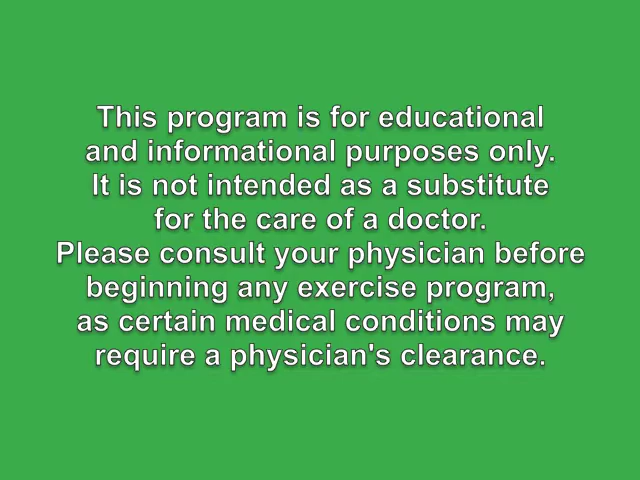 This program is for educational
and informational purposes only.
It is not intended as a substitute
for the care of a doctor.
Please consult your physician before
beginning any exercise program,
as certain medical conditions may
require a physician's clearance.